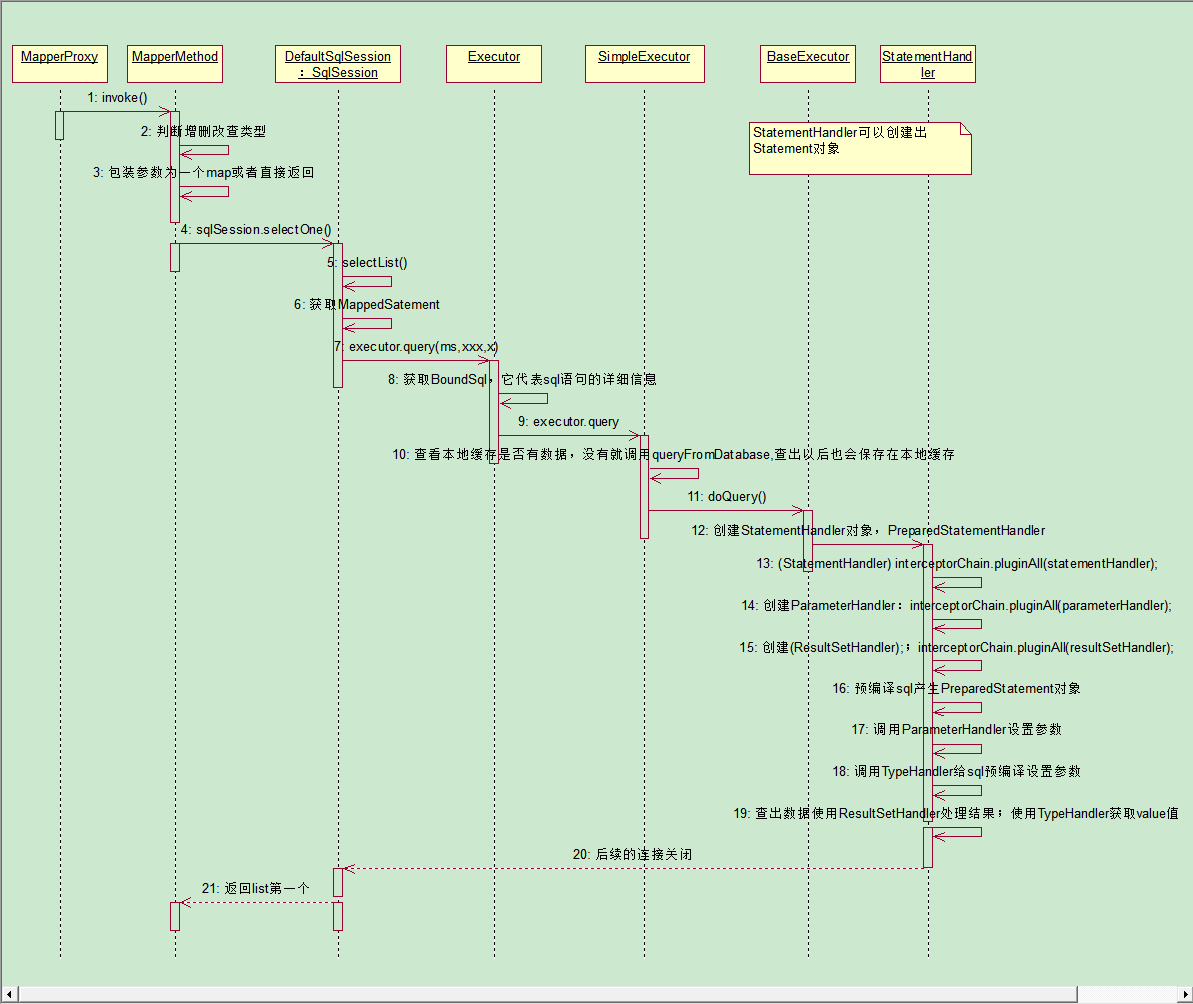 MapperProxy
MapperMethod
DefaultSqlSession
：SqlSession
Executor
SimpleExecutor
BaseExecutor
StatementHand
ler
1: invoke()
2: 判断增删改查类型
StatementHandler可以创建出
Statement对象
3: 包装参数为一个map或者直接返回
4: sqlSession.selectOne()
5: selectList()
6: 获取MappedSatement
7: executor.query(ms,xxx,x)
8: 获取BoundSql，它代表sql语句的详细信息
9: executor.query
10: 查看本地缓存是否有数据，没有就调用queryFromDatabase,查出以后也会保存在本地缓存
11: doQuery()
12: 创建StatementHandler对象，PreparedStatementHandler
13: (StatementHandler) interceptorChain.pluginAll(statementHandler);
14: 创建ParameterHandler：interceptorChain.pluginAll(parameterHandler);
15: 创建(ResultSetHandler);；interceptorChain.pluginAll(resultSetHandler);
16: 预编译sql产生PreparedStatement对象
17: 调用ParameterHandler设置参数
18: 调用TypeHandler给sql预编译设置参数
19: 查出数据使用ResultSetHandler处理结果；使用TypeHandler获取value值
20: 后续的连接关闭
21: 返回list第一个